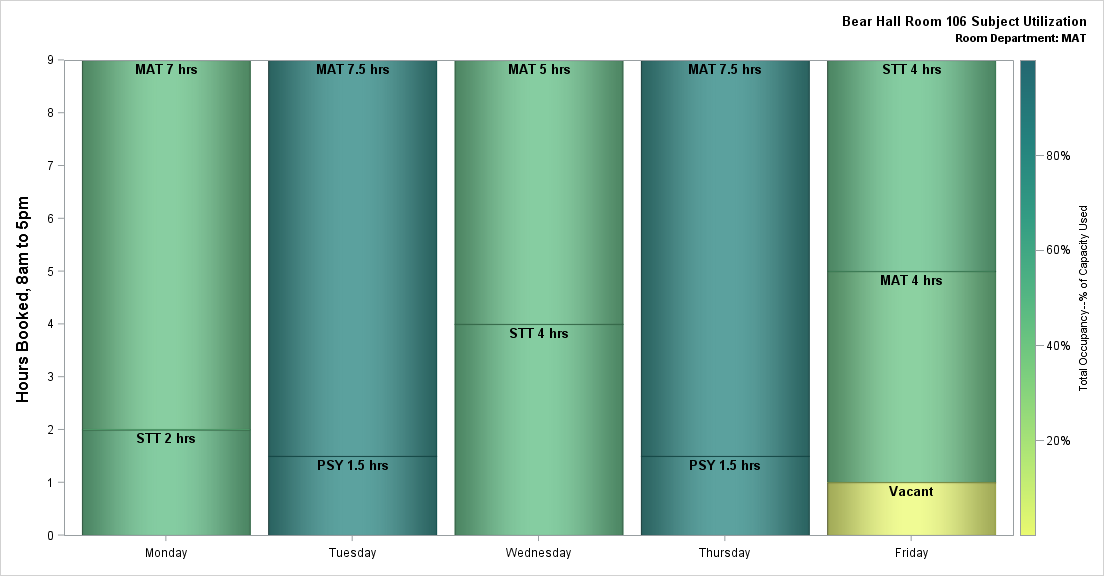 Bear Hall Room 106 Subject Utilization
Room Department: MAT
Hours Booked, 8am to 5pm
9
8
7
6
5
4
3
2
1
0
MAT 7 hrs
STT 2 hrs
MAT 7.5 hrs
PSY 1.5 hrs
MAT 5 hrs
STT 4 hrs
MAT 7.5 hrs
PSY 1.5 hrs
STT 4 hrs
MAT 4 hrs
Vacant
Monday
Tuesday
Wednesday
Thursday
Friday
80%
60%
40%
20%
Total Occupancy--% of Capacity Used